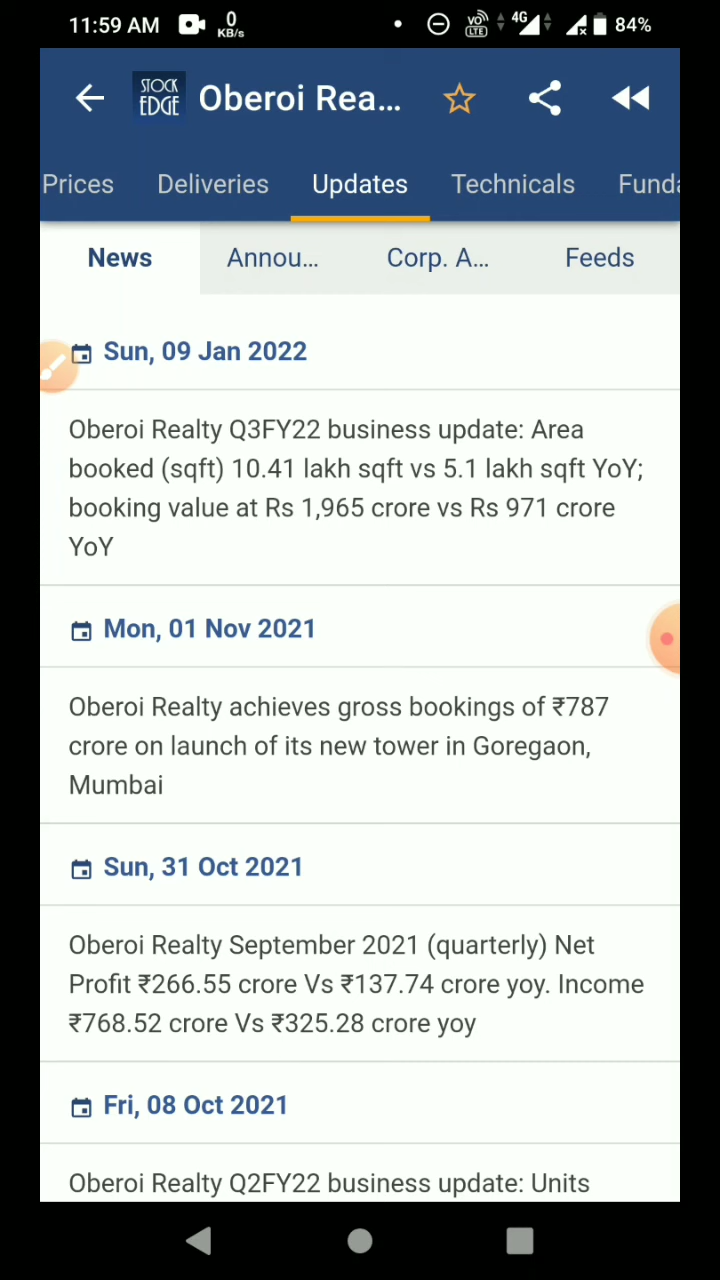 11:59 AM 0 KB/s VO LTE 4G 84%
STOCK EDGE Oberoi Rea...
Prices Deliveries Updates Technicals Funda
News Annou... Corp. A... Feeds
Sun, 09 Jan 2022
Oberoi Realty Q3FY22 business update: Area
booked (sqft) 10.41 lakh sqft vs 5.1 lakh sqft YoY;
booking value at Rs 1,965 crore vs Rs 971 crore
YoY
Mon, 01 Nov 2021
Oberoi Realty achieves gross bookings of ₹787
crore on launch of its new tower in Goregaon,
Mumbai
Sun, 31 Oct 2021
Oberoi Realty September 2021 (quarterly) Net
Profit ₹266.55 crore Vs ₹137.74 crore yoy. Income
₹768.52 crore Vs ₹325.28 crore yoy
Fri, 08 Oct 2021
Oberoi Realty Q2FY22 business update: Units